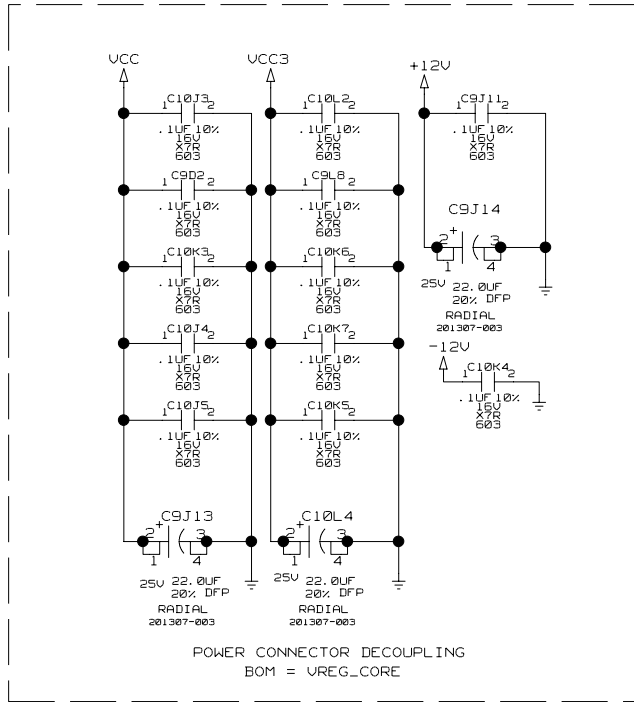 VCC
C10J3
1 2
.1UF 10%
16V
X7R
603
C9D2
1 2
.1UF 10%
16V
X7R
603
C10K3
1 2
.1UF 10%
16V
X7R
603
C10J4
1 2
.1UF 10%
16V
X7R
603
C10J5
1 2
.1UF 10%
16V
X7R
603
C9J13
2 + 3
1 4
25V 22.0UF
20% DFP
RADIAL
201307-003
VCC3
C10L2
1 2
.1UF 10%
16V
X7R
603
C9L8
1 2
.1UF 10%
16V
X7R
603
C10K6
1 2
.1UF 10%
16V
X7R
603
C10K7
1 2
.1UF 10%
16V
X7R
603
C10K5
1 2
.1UF 10%
16V
X7R
603
C10L4
2 + 3
1 4
25V 22.0UF
20% DFP
RADIAL
201307-003
+12V
C9J11
1 2
.1UF 10%
16V
X7R
603
C9J14
2 + 3
1 4
25V 22.0UF
20% DFP
RADIAL
201307-003
-12V
C10K4
1 2
.1UF 10%
16V
X7R
603
POWER CONNECTOR DECOUPLING
BOM = VREG_CORE